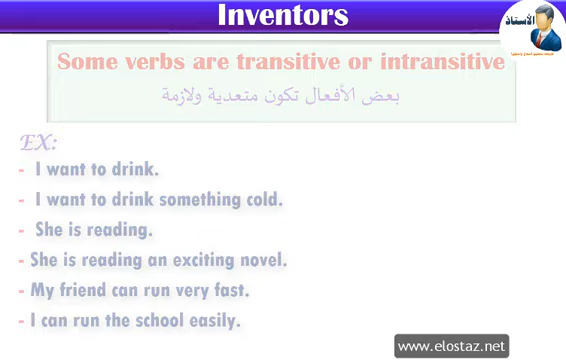 Inventors
الأستاذ
Some verbs are transitive or intransitive
بعض الأفعال تكون متعدية ولازمة
EX:
- I want to drink.
- I want to drink something cold.
- She is reading.
- She is reading an exciting novel.
- My friend can run very fast.
- I can run the school easily.
www.elostaz.net